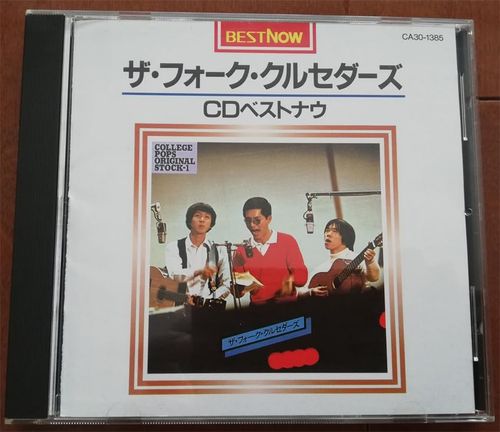 BEST NOW
CA30-1385
ザ・フォーク・クルセダーズ
CDベストナウ
COLLEGE
POPS
ORIGINAL
STOCK-1
ザ・フォーク・クルセダーズ